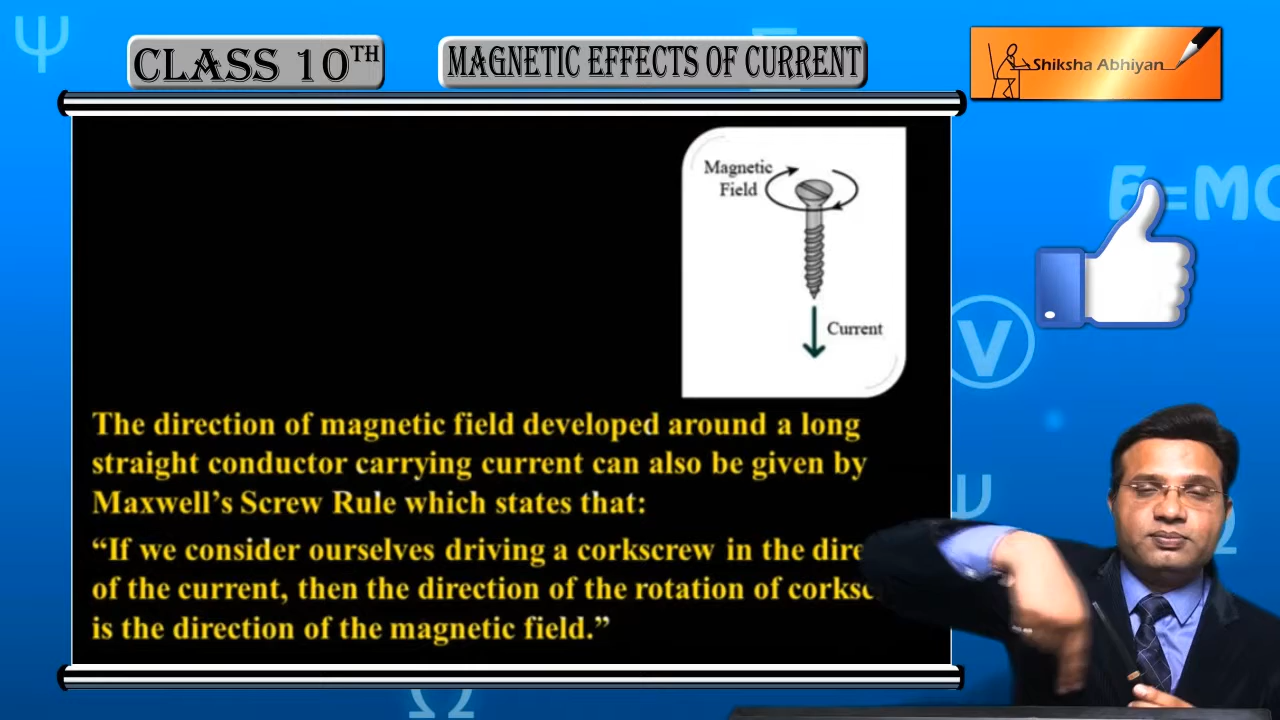 CLASS 10TH
MAGNETIC EFFECTS OF CURRENT
Shiksha Abhiyan
Magnetic
Field
Current
The direction of magnetic field developed around a long
straight conductor carrying current can also be given by
Maxwell’s Screw Rule which states that:
“If we consider ourselves driving a corkscrew in the
of the current, then the direction of the rotation of
is the direction of the magnetic field.”
E=MC
V
Ψ
Ψ
Ω
Ω